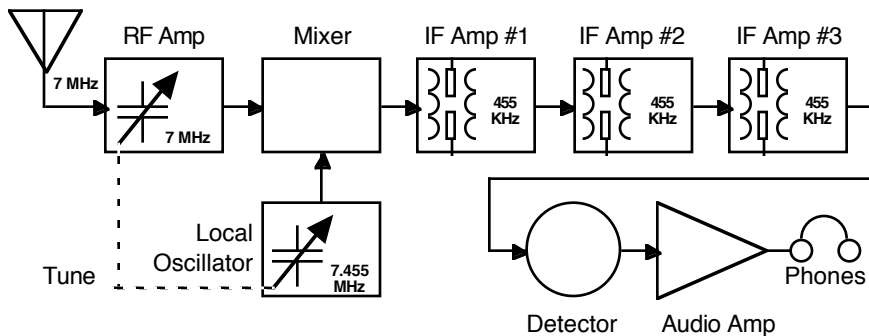 RF Amp
Mixer
IF Amp #1
IF Amp #2
IF Amp #3
7 MHz
7 MHz
455
KHz
455
KHz
455
KHz
Local
Oscillator
7.455
MHz
Tune
Phones
Detector
Audio Amp